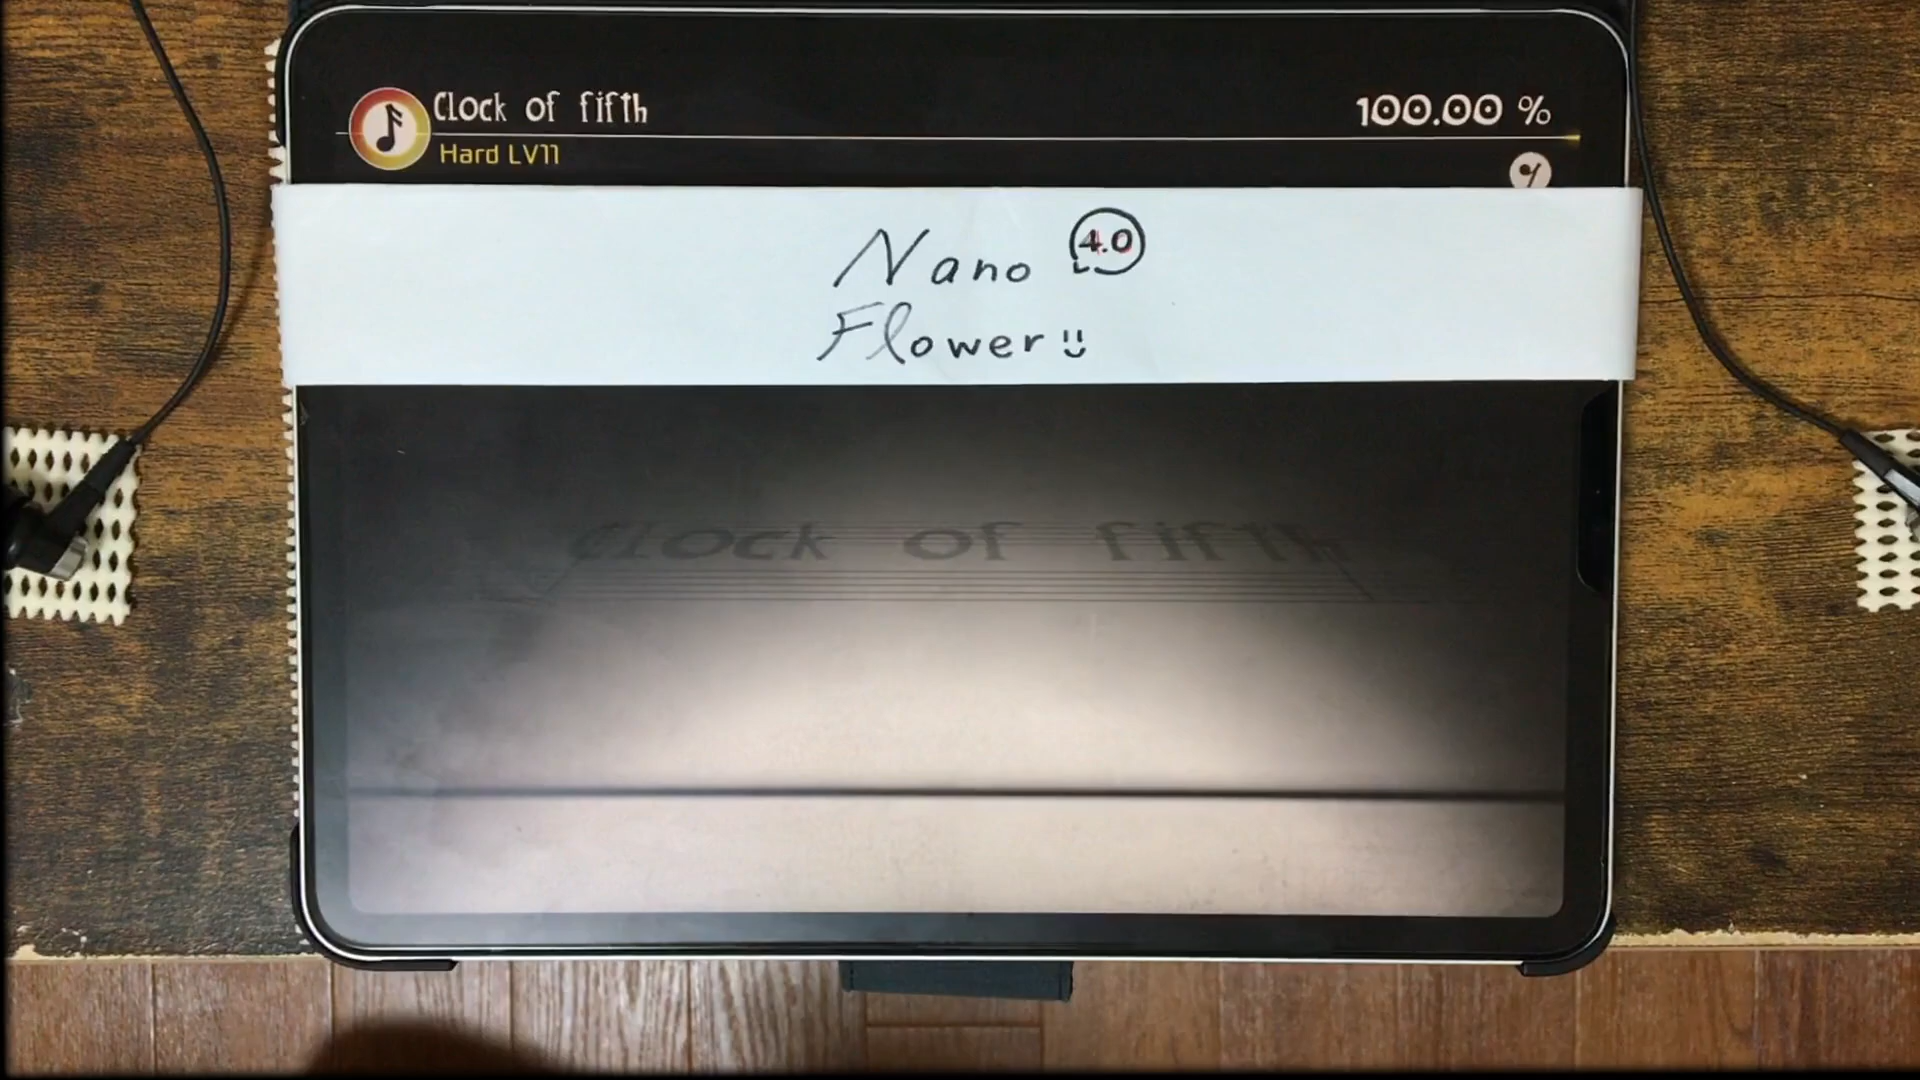 Clock of fifth
100.00 %
Hard LV11
Nano 4.0
Flower
Clock of fifth